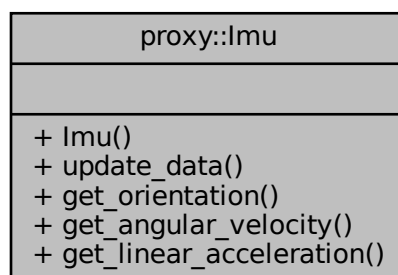 proxy::Imu
+ Imu()
+ update_data()
+ get_orientation()
+ get_angular_velocity()
+ get_linear_acceleration()